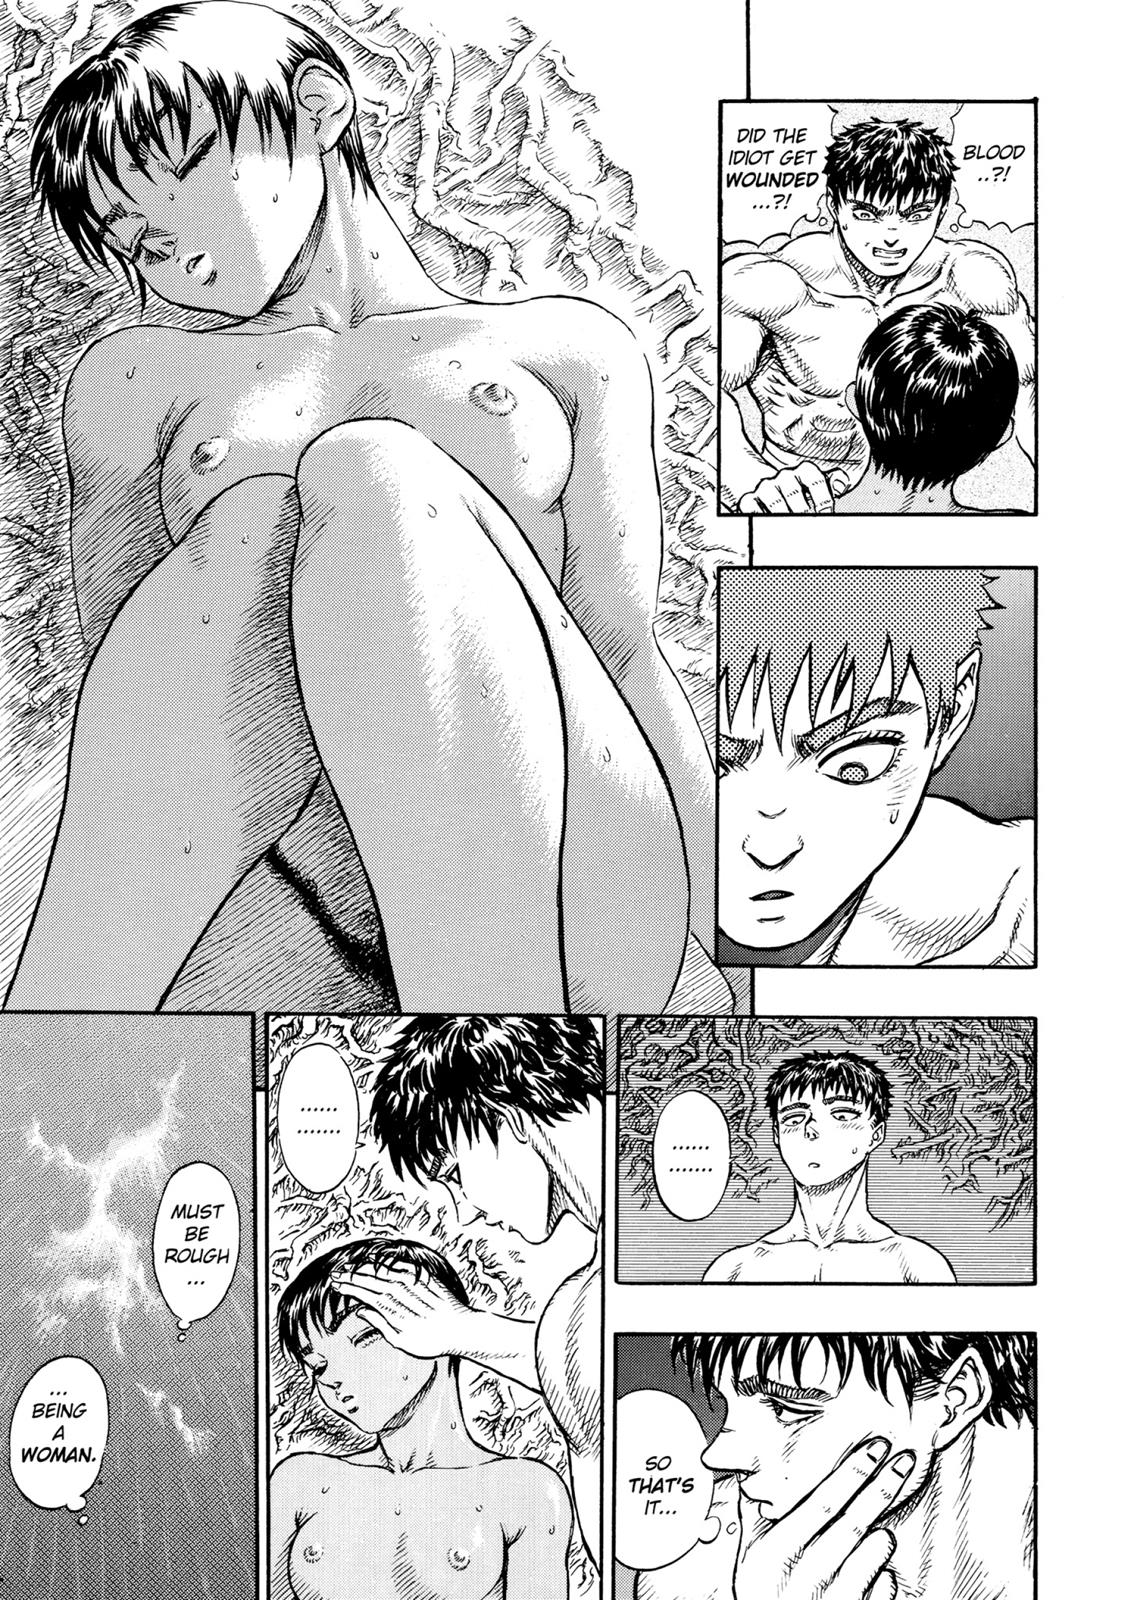 BLOOD
..?!
DID THE
IDIOT GET
WOUNDED
...?!
......
.......
SO
THAT'S
IT...
......
.......
MUST
BE
ROUGH
...
...
BEING
A
WOMAN.